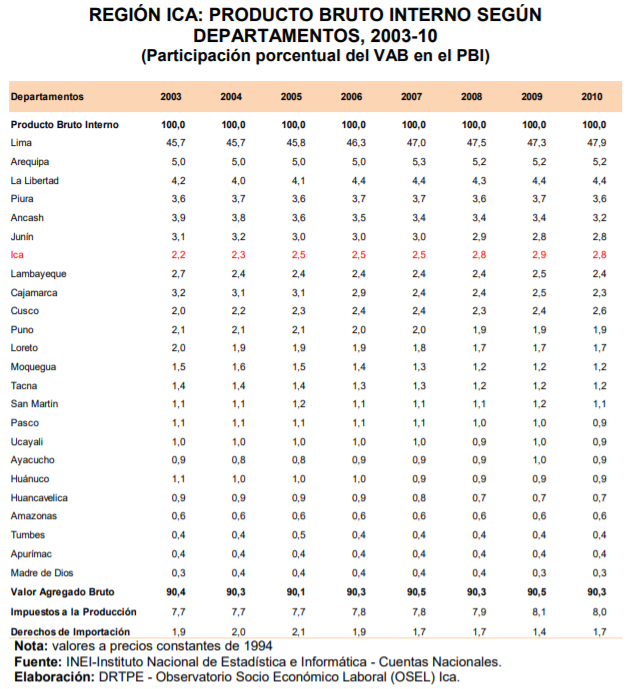 REGIÓN ICA: PRODUCTO BRUTO INTERNO SEGÚN
DEPARTAMENTOS, 2003-10
(Participación porcentual del VAB en el PBI)
Departamentos 2003 2004 2005 2006 2007 2008 2009 2010
Producto Bruto Interno 100,0 100,0 100,0 100,0 100,0 100,0 100,0 100,0
Lima 45,7 45,7 45,8 46,3 47,0 47,5 47,3 47,9
Arequipa 5,0 5,0 5,0 5,0 5,3 5,2 5,2 5,2
La Libertad 4,2 4,0 4,1 4,4 4,4 4,3 4,4 4,4
Piura 3,6 3,7 3,6 3,7 3,7 3,6 3,7 3,6
Ancash 3,9 3,8 3,6 3,5 3,4 3,4 3,4 3,2
Junín 3,1 3,2 3,0 3,0 3,0 2,9 2,8 2,8
Ica 2,2 2,3 2,5 2,5 2,5 2,8 2,9 2,8
Lambayeque 2,7 2,4 2,4 2,4 2,4 2,4 2,5 2,4
Cajamarca 3,2 3,1 3,1 2,9 2,4 2,4 2,5 2,3
Cusco 2,0 2,2 2,3 2,4 2,4 2,3 2,4 2,6
Puno 2,1 2,1 2,1 2,0 2,0 1,9 1,9 1,9
Loreto 2,0 1,9 1,9 1,9 1,8 1,7 1,7 1,7
Moquegua 1,5 1,6 1,5 1,4 1,3 1,2 1,2 1,2
Tacna 1,4 1,4 1,4 1,3 1,3 1,2 1,2 1,2
San Martin 1,1 1,1 1,2 1,1 1,1 1,1 1,2 1,1
Pasco 1,1 1,1 1,1 1,1 1,1 1,0 1,0 0,9
Ucayali 1,0 1,0 1,0 1,0 1,0 0,9 1,0 0,9
Ayacucho 0,9 0,8 0,8 0,9 0,9 0,9 1,0 0,9
Huánuco 1,1 1,0 1,0 1,0 0,9 0,9 0,9 0,9
Huancavelica 0,9 0,9 0,9 0,9 0,8 0,7 0,7 0,7
Amazonas 0,6 0,6 0,6 0,6 0,6 0,6 0,6 0,6
Tumbes 0,4 0,4 0,5 0,4 0,4 0,4 0,4 0,4
Apurímac 0,4 0,4 0,4 0,4 0,4 0,4 0,4 0,4
Madre de Dios 0,3 0,4 0,4 0,4 0,4 0,4 0,3 0,3
Valor Agregado Bruto 90,4 90,3 90,1 90,3 90,5 90,3 90,5 90,3
Impuestos a la Producción 7,7 7,7 7,7 7,8 7,8 7,9 8,1 8,0
Derechos de Importación 1,9 2,0 2,1 1,9 1,7 1,7 1,4 1,7
Nota: valores a precios constantes de 1994
Fuente: INEI-Instituto Nacional de Estadística e Informática - Cuentas Nacionales.
Elaboración: DRTPE - Observatorio Socio Económico Laboral (OSEL) Ica.